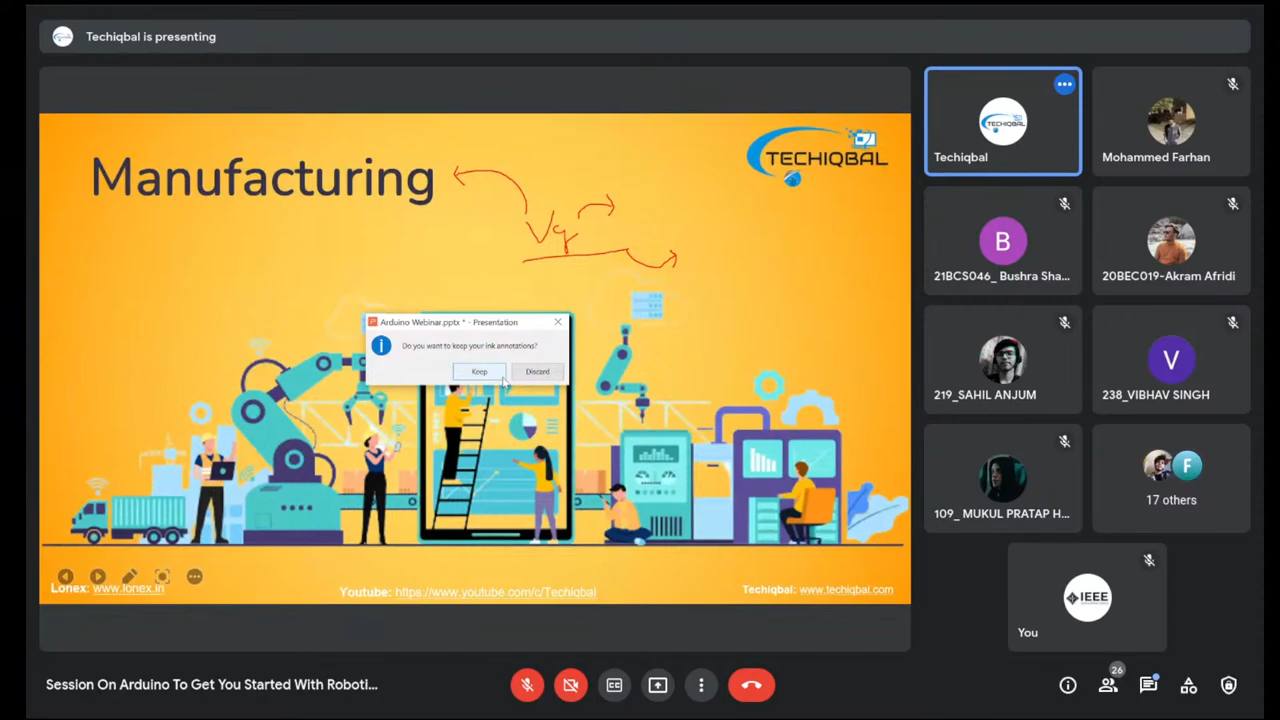 Techiqbal is presenting
Manufacturing
TECHIQBAL
Arduino Webinar.pptx * - Presentation
Do you want to keep your ink annotations?
Keep
Discard
Lonex: www.lonex.in
Youtube: https://www.youtube.com/c/Techiqbal
Techiqbal: www.techiqbal.com
TECHIQBAL
Techiqbal
Mohammed Farhan
B
21BCS046_ Bushra Sha...
20BEC019-Akram Afridi
219_SAHIL ANJUM
V
238_VIBHAV SINGH
109_ MUKUL PRATAP H...
F
17 others
IEEE
You
Session On Arduino To Get You Started With Roboti...
26